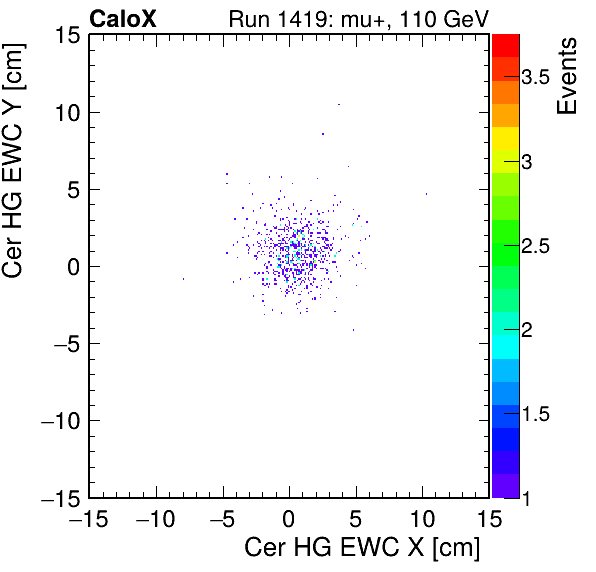 CaloX Run 1419: mu+, 110 GeV
Cer HG EWC Y [cm]
15
10
5
0
−5
−10
−15
−15 −10 −5 0 5 10 15
Cer HG EWC X [cm]
Events
3.5
3
2.5
2
1.5
1